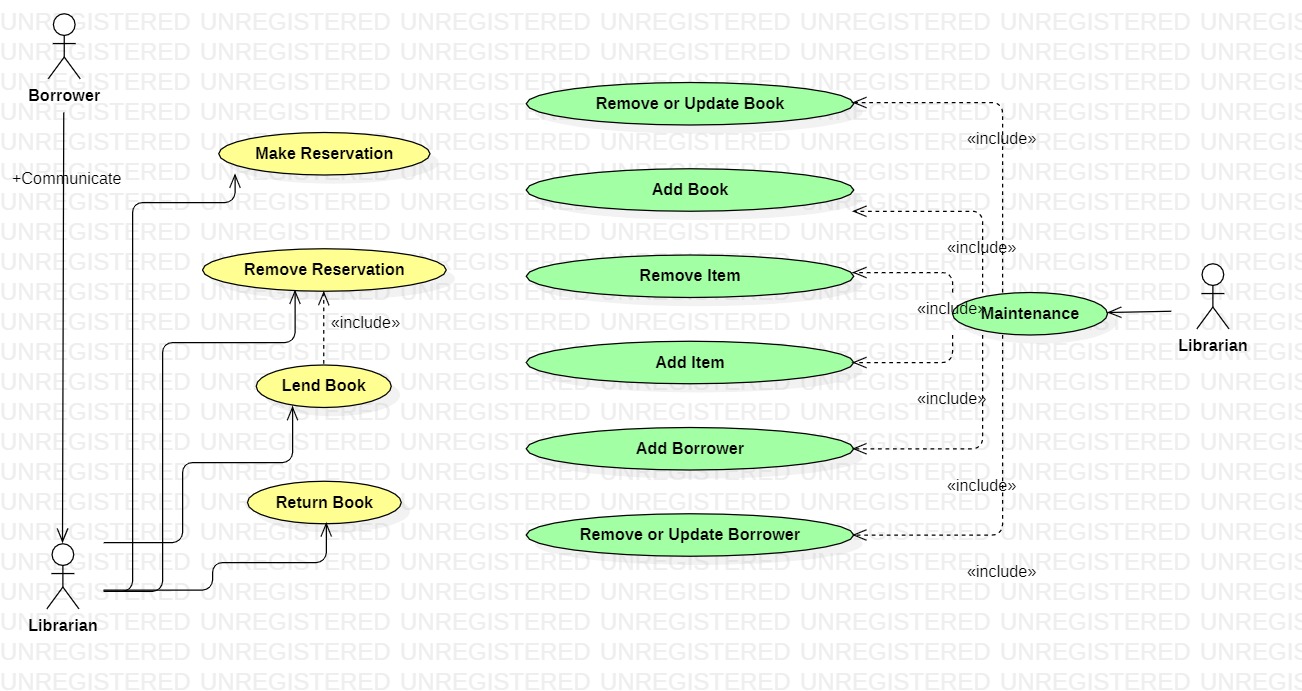 Borrower
+Communicate
Librarian
Make Reservation
Remove Reservation
«include»
Lend Book
Return Book
Remove or Update Book
Add Book
Remove Item
Add Item
Add Borrower
Remove or Update Borrower
«include»
«include»
«include»
«include»
«include»
«include»
Maintenance
Librarian
UNREGISTERED UNREGISTERED UNREGISTERED UNREGISTERED UNREGISTERED UNREGISTERED UNREGIS